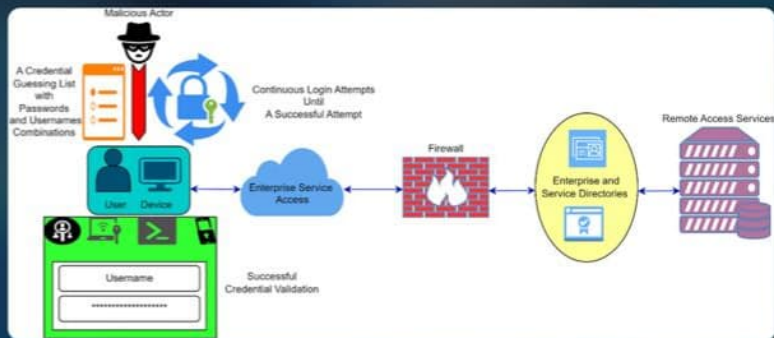 Malicious Actor
A Credential
Guessing List
with
Passwords
and Usernames
Combinations
Continuous Login Attempts
Until
A Successful Attempt
Firewall
Remote Access Services
User Device
Enterprise Service
Access
Enterprise and
Service Directories
Username
Successful
Credential Validation